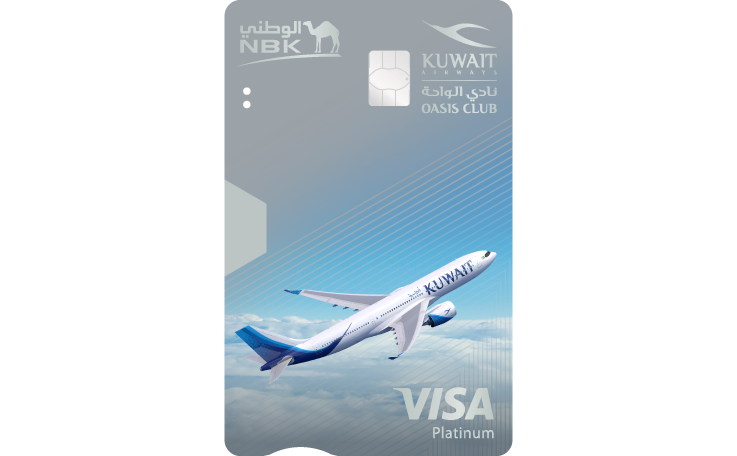 الوطني
NBK
KUWAIT
AIRWAYS
نادي الواحة
OASIS CLUB
KUWAIT
VISA
Platinum